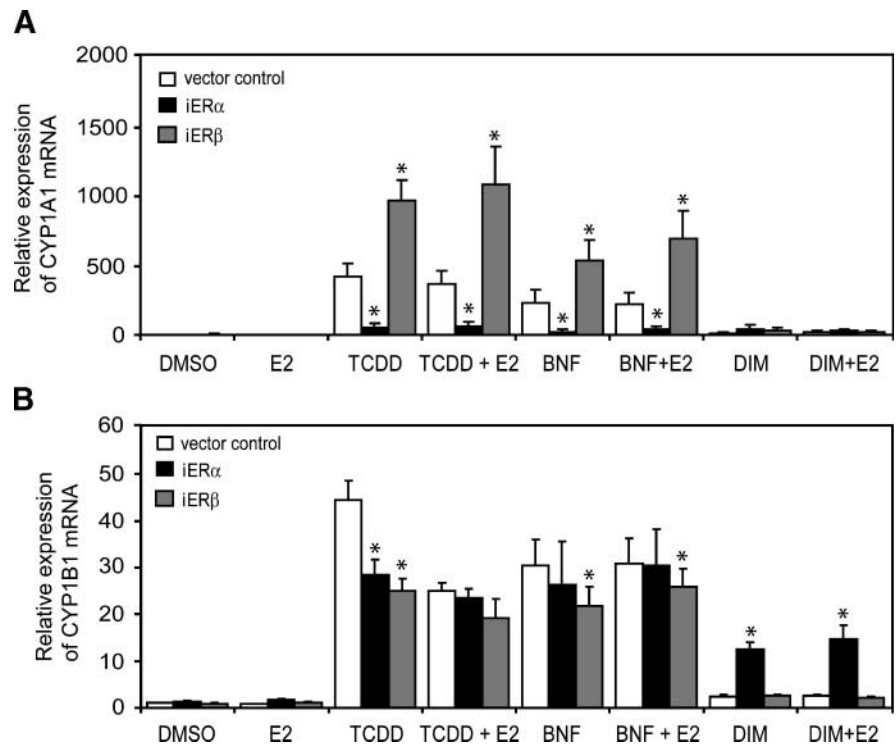 A
Relative expression
of CYP1A1 mRNA
2000
1500
1000
500
0
vector control
iERα
iERβ
* * * * * * * *
DMSO E2 TCDD TCDD + E2 BNF BNF+E2 DIM DIM+E2
B
Relative expression
of CYP1B1 mRNA
60
50
40
30
20
10
0
vector control
iERα
iERβ
* * * * * *
DMSO E2 TCDD TCDD + E2 BNF BNF + E2 DIM DIM+E2